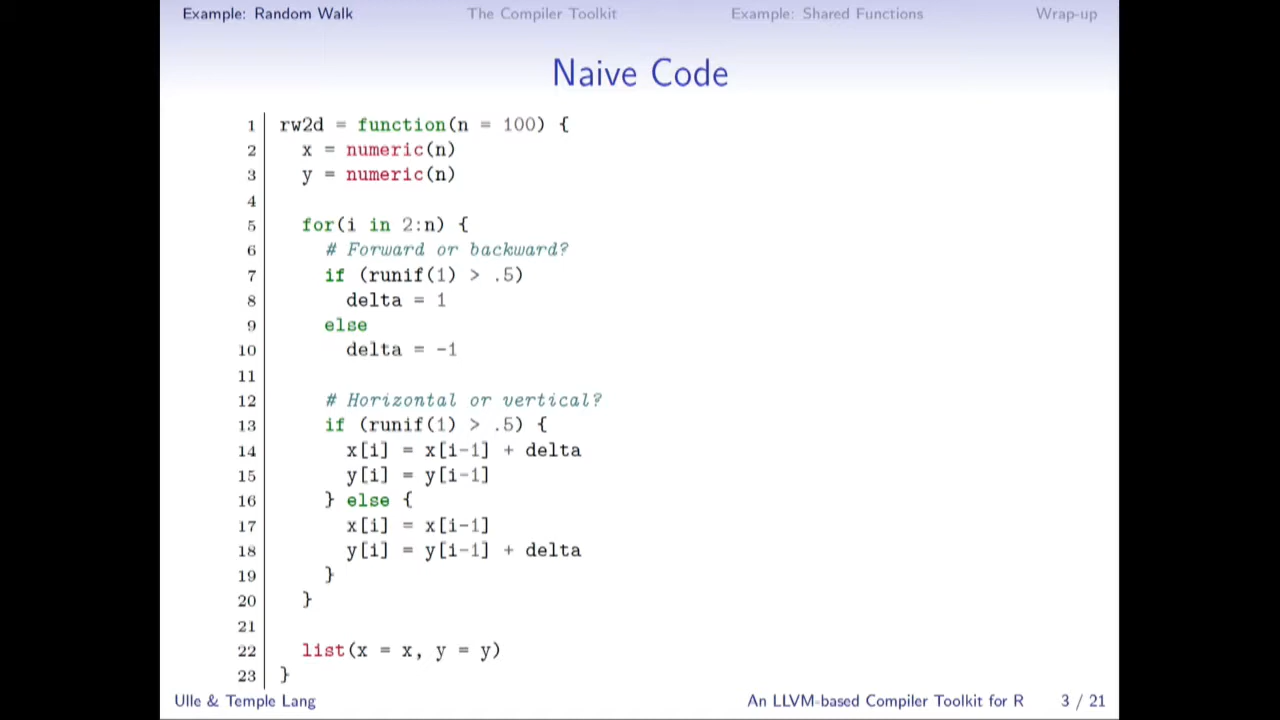 Example: Random Walk The Compiler Toolkit Example: Shared Functions Wrap-up
Naive Code
1 rw2d = function(n = 100) {
2   x = numeric(n)
3   y = numeric(n)
4
5   for(i in 2:n) {
6     # Forward or backward?
7     if (runif(1) > .5)
8       delta = 1
9     else
10       delta = -1
11
12     # Horizontal or vertical?
13     if (runif(1) > .5) {
14       x[i] = x[i-1] + delta
15       y[i] = y[i-1]
16     } else {
17       x[i] = x[i-1]
18       y[i] = y[i-1] + delta
19     }
20   }
21
22   list(x = x, y = y)
23 }
Ulle & Temple Lang An LLVM-based Compiler Toolkit for R 3 / 21